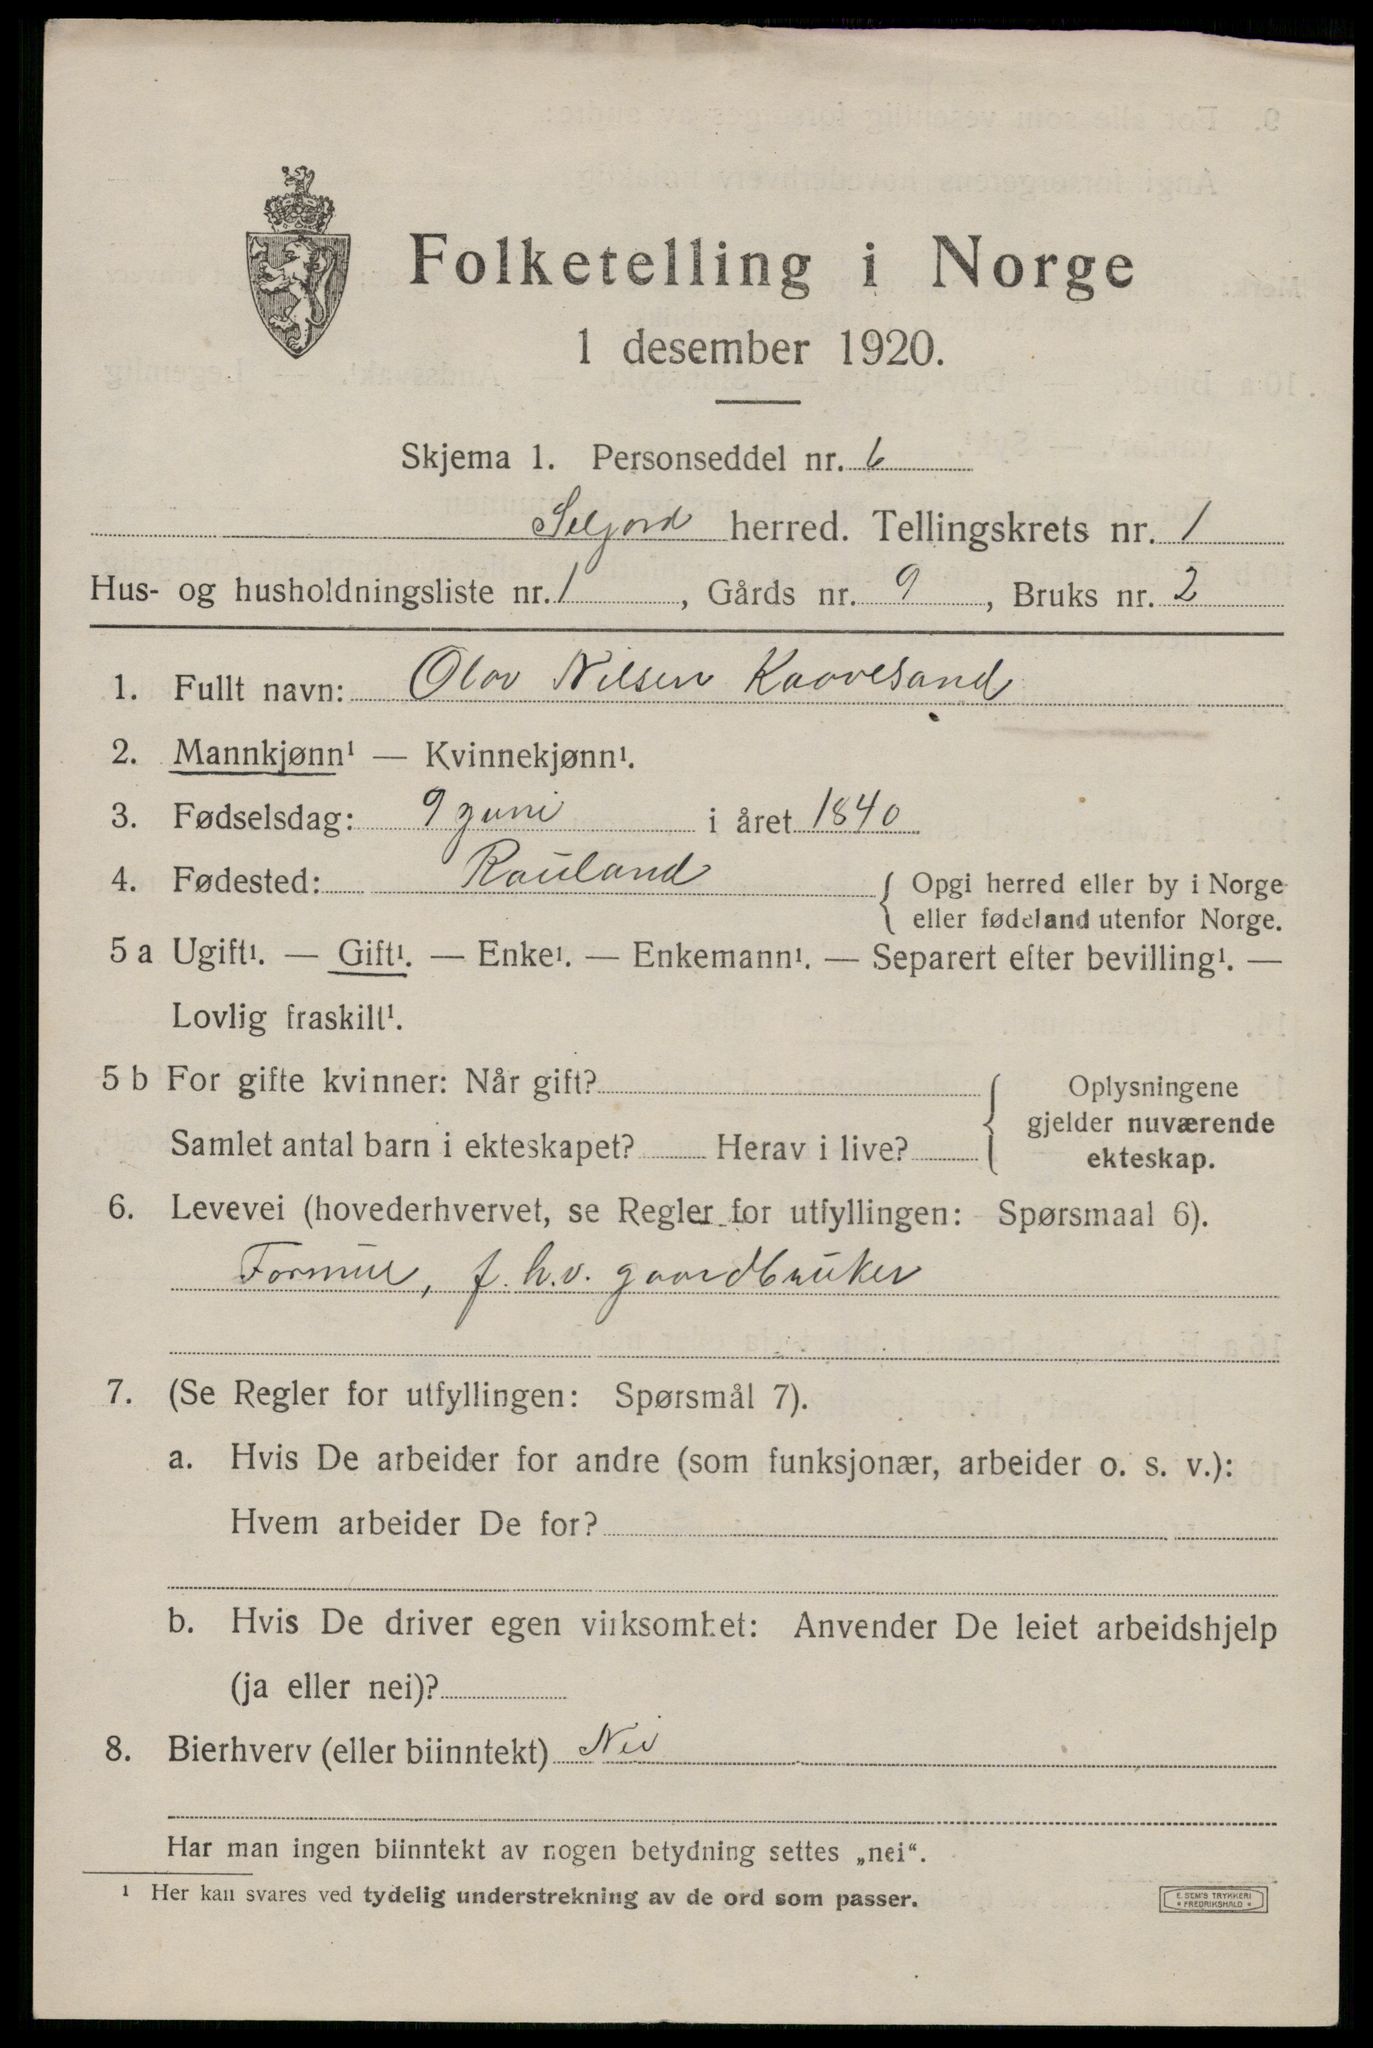 Folketelling i Norge
1 desember 1920.
Skjema 1. Personseddel nr. 6
Seljord herred. Tellingskrets nr. 1
Hus- og husholdningsliste nr. 1, Gårds nr. 9, Bruks nr. 2
1. Fullt navn: Olav Nilsen Kaavesand
2. Mannkjønn¹ — Kvinnekjønn¹.
3. Fødselsdag: 9 juni i året 1840
4. Fødested: Rauland { Opgi herred eller by i Norge
eller fødeland utenfor Norge.
5 a Ugift¹. — Gift¹. — Enke¹. — Enkemann¹. — Separert efter bevilling¹. —
Lovlig fraskilt¹.
5 b For gifte kvinner: Når gift?
Samlet antal barn i ekteskapet? Herav i live?
Oplysningene
gjelder nuværende
ekteskap.
6. Levevei (hovederhvervet, se Regler for utfyllingen: Spørsmaal 6).
Formue, f.h.v. gaardbruker
7. (Se Regler for utfyllingen: Spørsmål 7).
a. Hvis De arbeider for andre (som funksjonær, arbeider o. s. v.):
Hvem arbeider De for?
b. Hvis De driver egen virksomhet: Anvender De leiet arbeidshjelp
(ja eller nei)?
8. Bierhverv (eller biinntekt) Nei
Har man ingen biinntekt av nogen betydning settes „nei“.
¹ Her kan svares ved tydelig understrekning av de ord som passer.
E. SEM'S TRYKKERI
* FREDRIKSHALD *